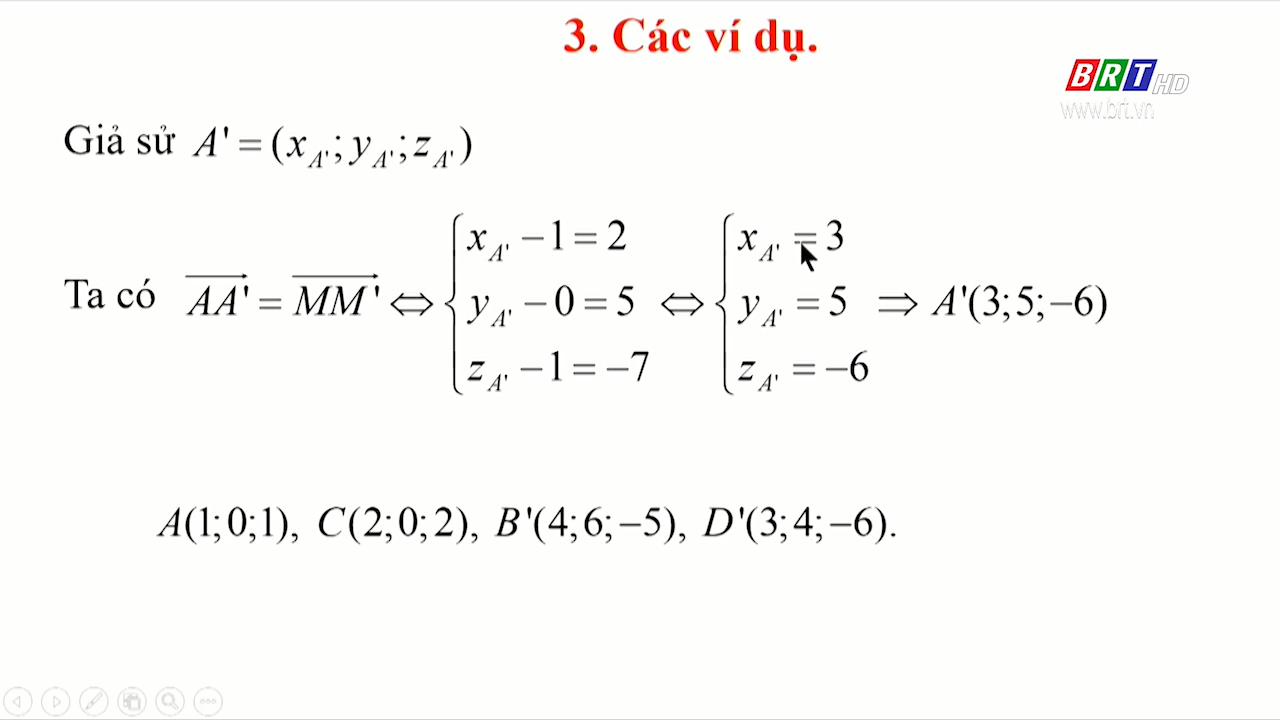 3. Các ví dụ.
BRT HD
www.brt.vn
Giả sử A' = (x_{A'}; y_{A'}; z_{A'})
Ta có \overrightarrow{AA'} = \overrightarrow{MM'} ⇔ { x_{A'} − 1 = 2 ; y_{A'} − 0 = 5 ; z_{A'} − 1 = −7 ⇔ { x_{A'} = 3 ; y_{A'} = 5 ; z_{A'} = −6 ⇒ A'(3; 5; −6)
A(1; 0; 1), C(2; 0; 2), B'(4; 6; −5), D'(3; 4; −6).